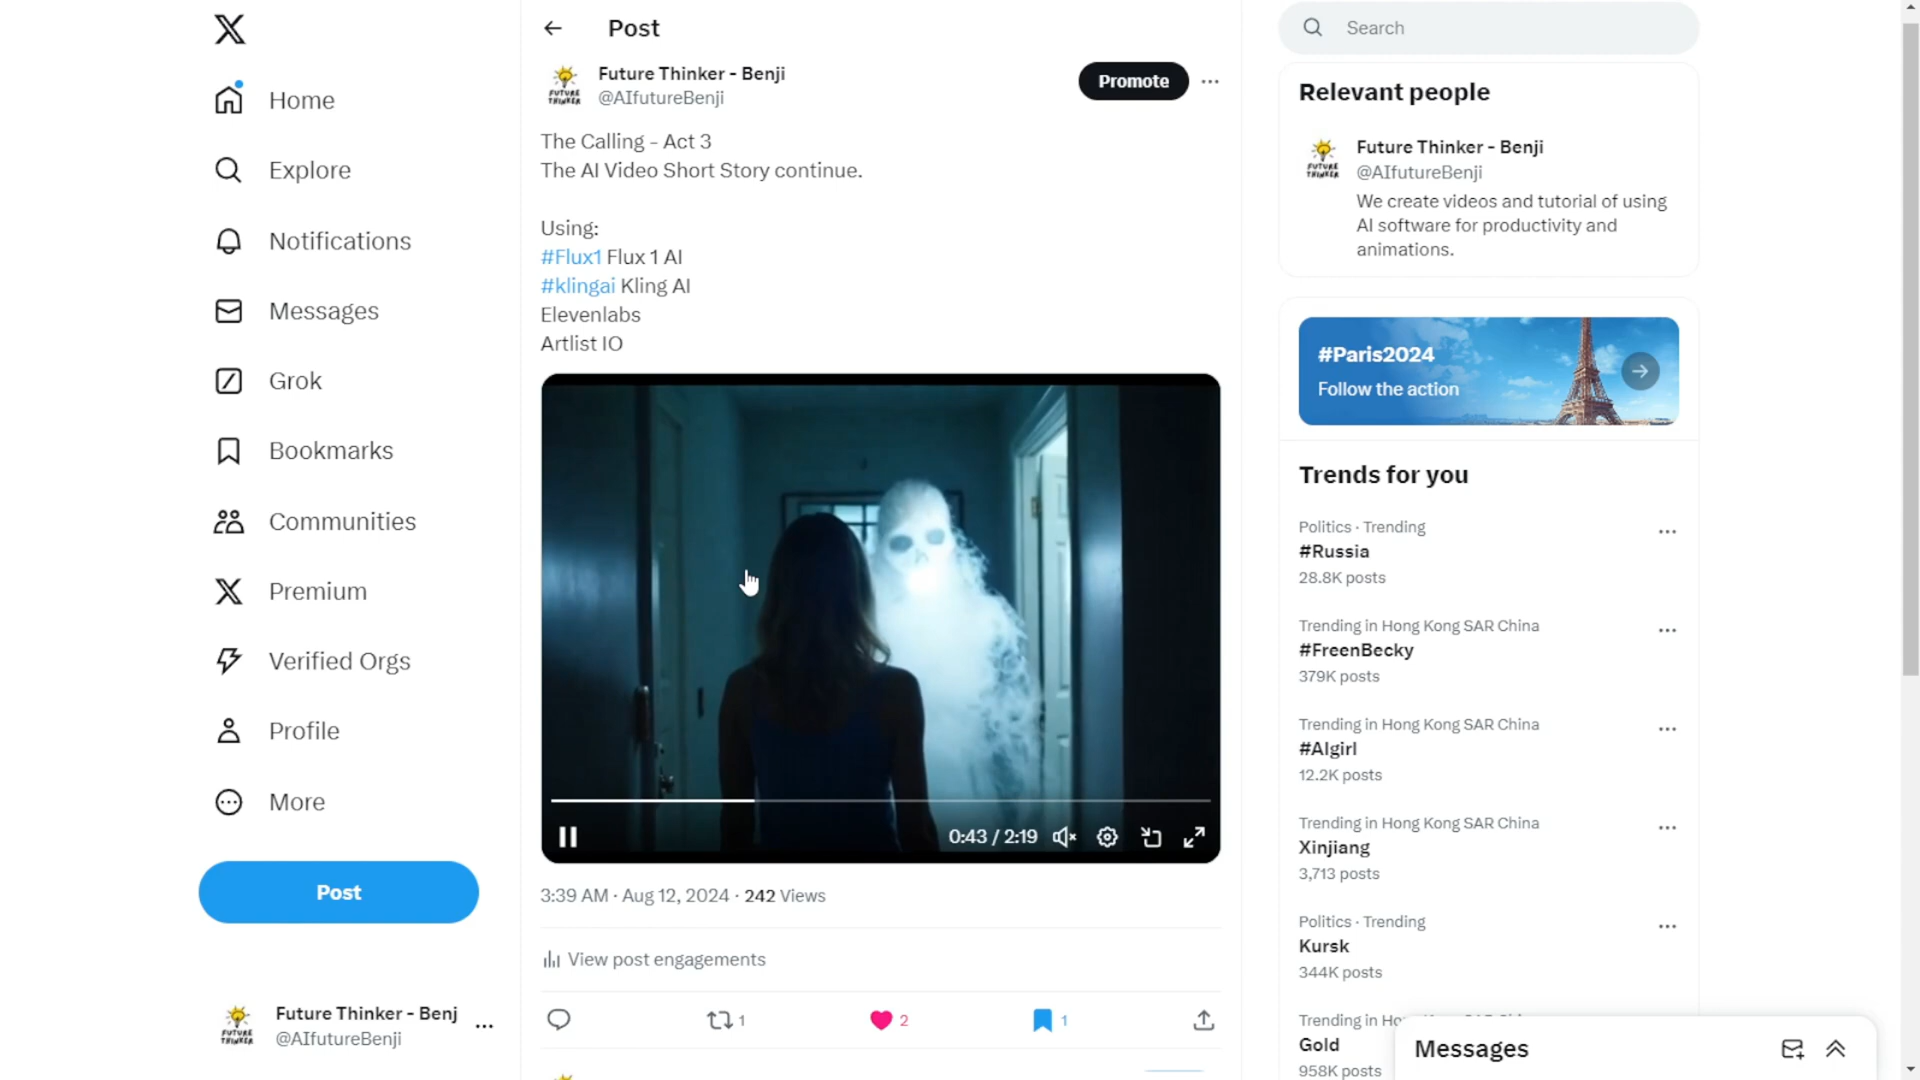 Home
Explore
Notifications
Messages
Grok
Bookmarks
Communities
Premium
Verified Orgs
Profile
More
Post
Future Thinker - Benj
@AIfutureBenji
Post
Future Thinker - Benji
@AIfutureBenji
Promote
The Calling - Act 3
The AI Video Short Story continue.
Using:
#Flux1 Flux 1 AI
#klingai Kling AI
Elevenlabs
Artlist IO
0:43 / 2:19
3:39 AM · Aug 12, 2024 · 242 Views
View post engagements
1
2
1
Search
Relevant people
Future Thinker - Benji
@AIfutureBenji
We create videos and tutorial of using
AI software for productivity and
animations.
#Paris2024
Follow the action
Trends for you
Politics · Trending
#Russia
28.8K posts
Trending in Hong Kong SAR China
#FreenBecky
379K posts
Trending in Hong Kong SAR China
#AIgirl
12.2K posts
Trending in Hong Kong SAR China
Xinjiang
3,713 posts
Politics · Trending
Kursk
344K posts
Trending in
Gold
958K posts
Messages